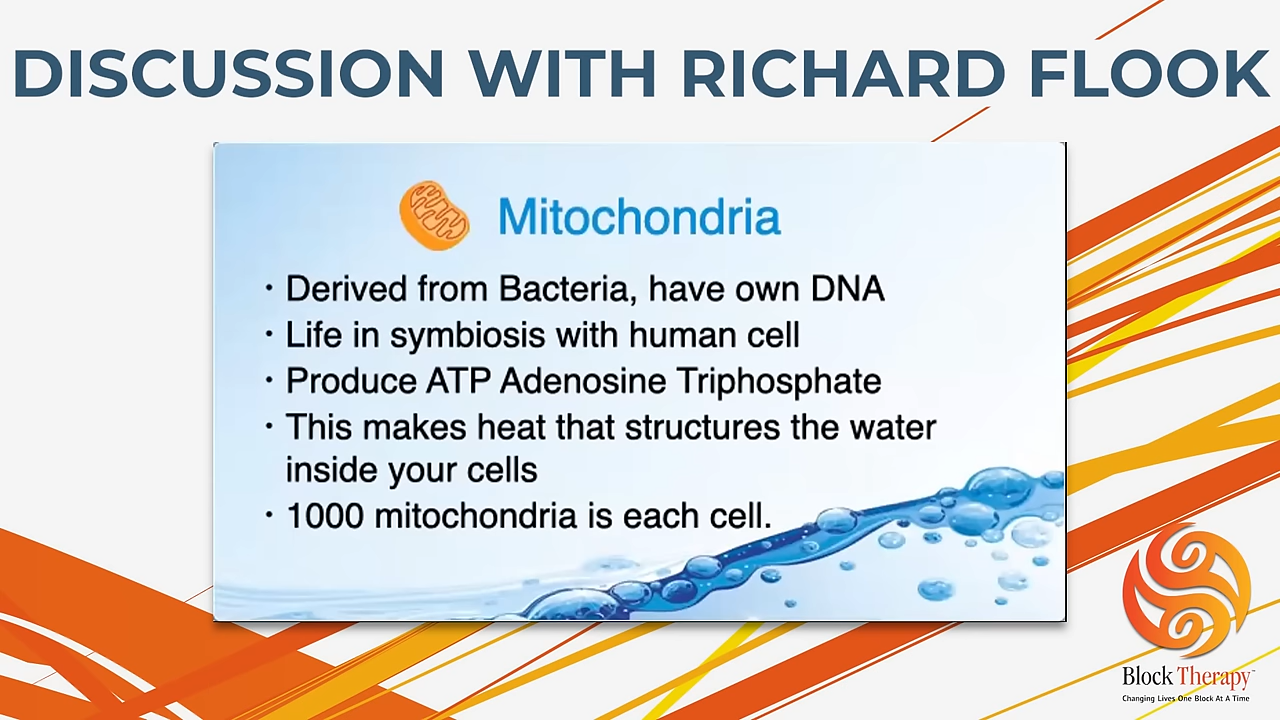 DISCUSSION WITH RICHARD FLOOK
Mitochondria
· Derived from Bacteria, have own DNA
· Life in symbiosis with human cell
· Produce ATP Adenosine Triphosphate
· This makes heat that structures the water
inside your cells
· 1000 mitochondria is each cell.
Block Therapy™
Changing Lives One Block At A Time